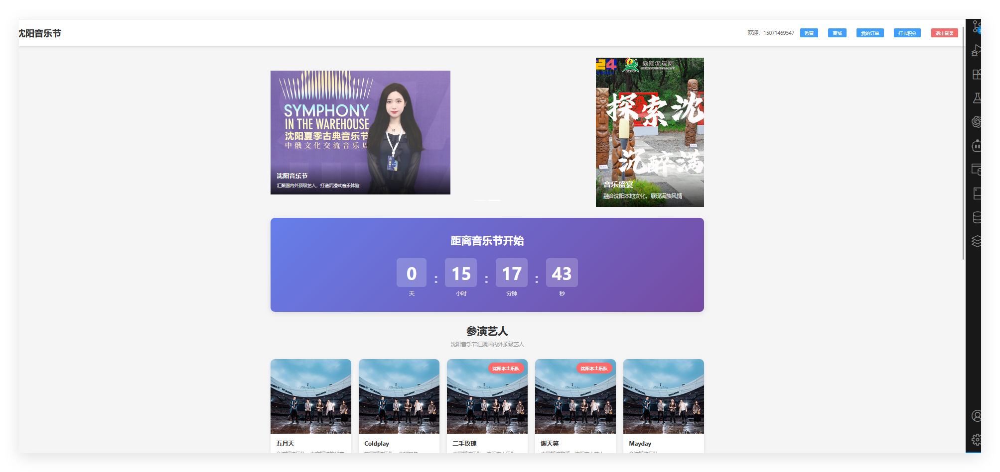 沈阳音乐节
欢迎，15071469547
购票
商城
我的订单
打卡积分
退出登录
SYMPHONY
IN THE WAREHOUSE
沈阳夏季古典音乐节
中俄文化交流音乐周
沈阳音乐节
汇聚国内外顶级艺人，打造沉浸式音乐体验
24
EXPO
沈阳植物园
探索沈
沉醉满
音乐盛宴
融合沈阳本地文化，展现满族风情
距离音乐节开始
0 : 15 : 17 : 43
天 小时 分钟 秒
参演艺人
沈阳音乐节汇聚国内外顶级艺人
沈阳本土乐队
沈阳本土乐队
五月天
Coldplay
二手玫瑰
谢天笑
Mayday